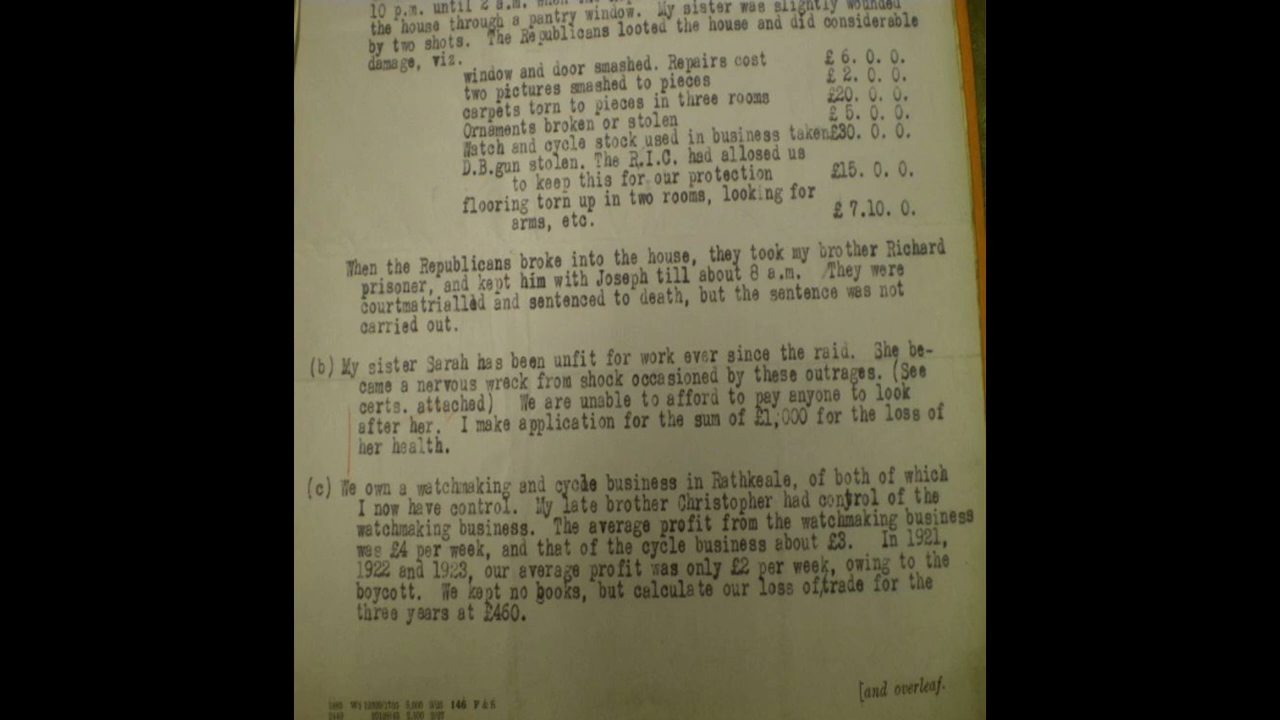 10 p.m. until 2 a.m. when the
the house through a pantry window. My sister was slightly wounded
by two shots. The Republicans looted the house and did considerable
damage, viz.
window and door smashed. Repairs cost £ 6. 0. 0.
two pictures smashed to pieces £ 2. 0. 0.
carpets torn to pieces in three rooms £20. 0. 0.
Ornaments broken or stolen £ 5. 0. 0.
Watch and cycle stock used in business taken£30. 0. 0.
D.B.gun stolen. The R.I.C. had allosed us
to keep this for our protection £15. 0. 0.
flooring torn up in two rooms, looking for
arms, etc. £ 7.10. 0.
When the Republicans broke into the house, they took my brother Richard
prisoner, and kept him with Joseph till about 8 a.m. They were
courtmatrialled and sentenced to death, but the sentence was not
carried out.
(b) My sister Sarah has been unfit for work ever since the raid. She be-
came a nervous wreck from shock occasioned by these outrages. (See
certs. attached) We are unable to afford to pay anyone to look
after her. I make application for the sum of £1,000 for the loss of
her health.
(c) We own a watchmaking and cycle business in Rathkeale, of both of which
I now have control. My late brother Christopher had control of the
watchmaking business. The average profit from the watchmaking business
was £4 per week, and that of the cycle business about £3. In 1921,
1922 and 1923, our average profit was only £2 per week, owing to the
boycott. We kept no books, but calculate our loss of trade for the
three years at £460.
[and overleaf.
146 F & S